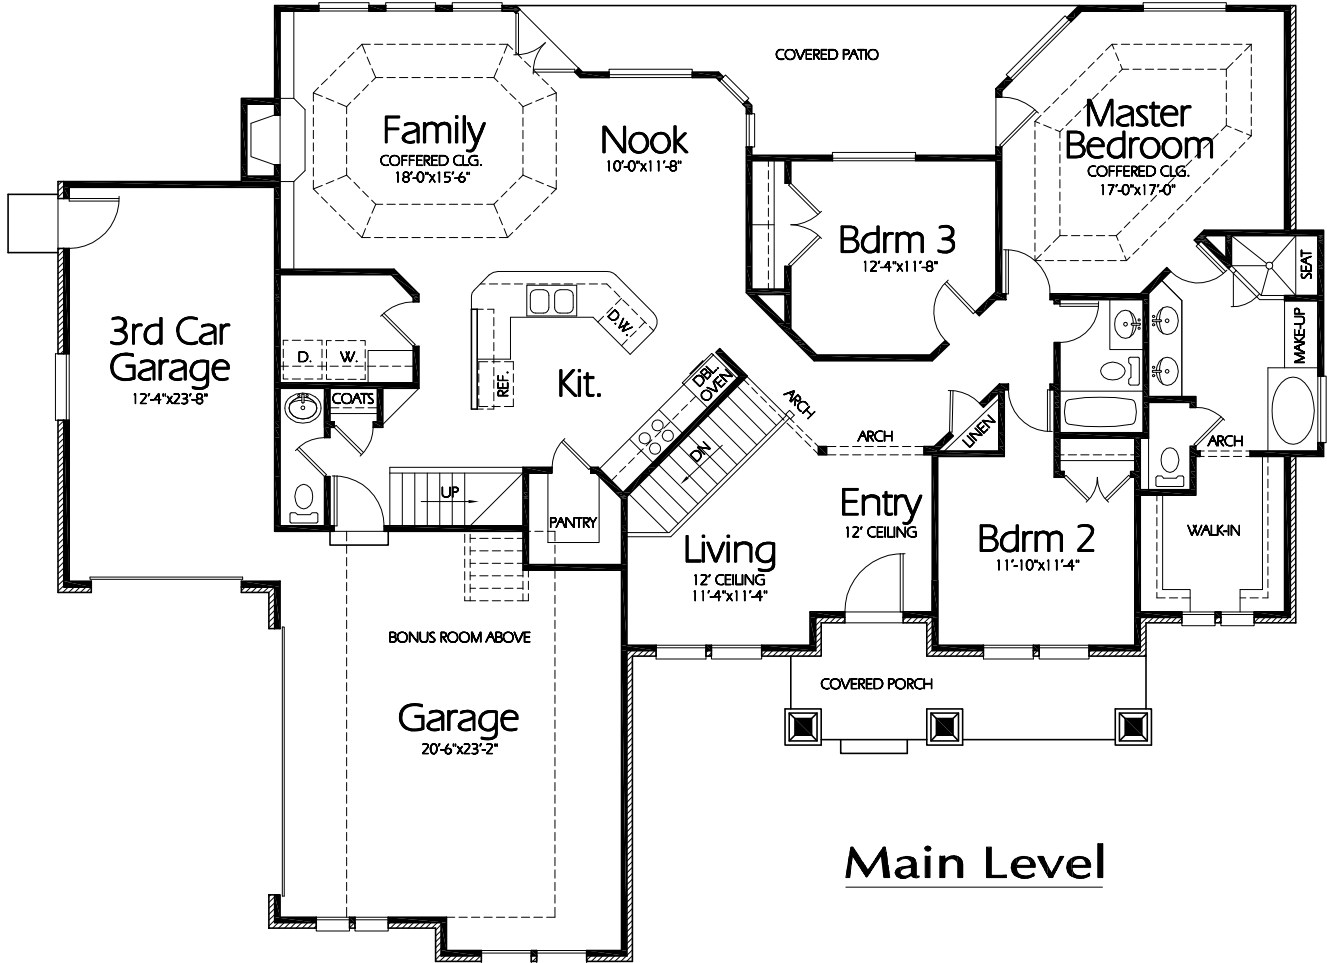 COVERED PATIO
Family
COFFERED CLG.
18'-0"x15'-6"
Nook
10'-0"x11'-8"
Master
Bedroom
COFFERED CLG.
17'-0"x17'-0"
Bdrm 3
12'-4"x11'-8"
SEAT
MAKE-UP
3rd Car
Garage
12'-4"x23'-8"
D.
W.
D.W.
REF.
Kit.
DBL
OVEN
COATS
ARCH
ARCH
LINEN
ARCH
DN
UP
PANTRY
Entry
12' CEILING
Living
12' CEILING
11'-4"x11'-4"
Bdrm 2
11'-10"x11'-4"
WALK-IN
BONUS ROOM ABOVE
Garage
20'-6"x23'-2"
COVERED PORCH
Main Level